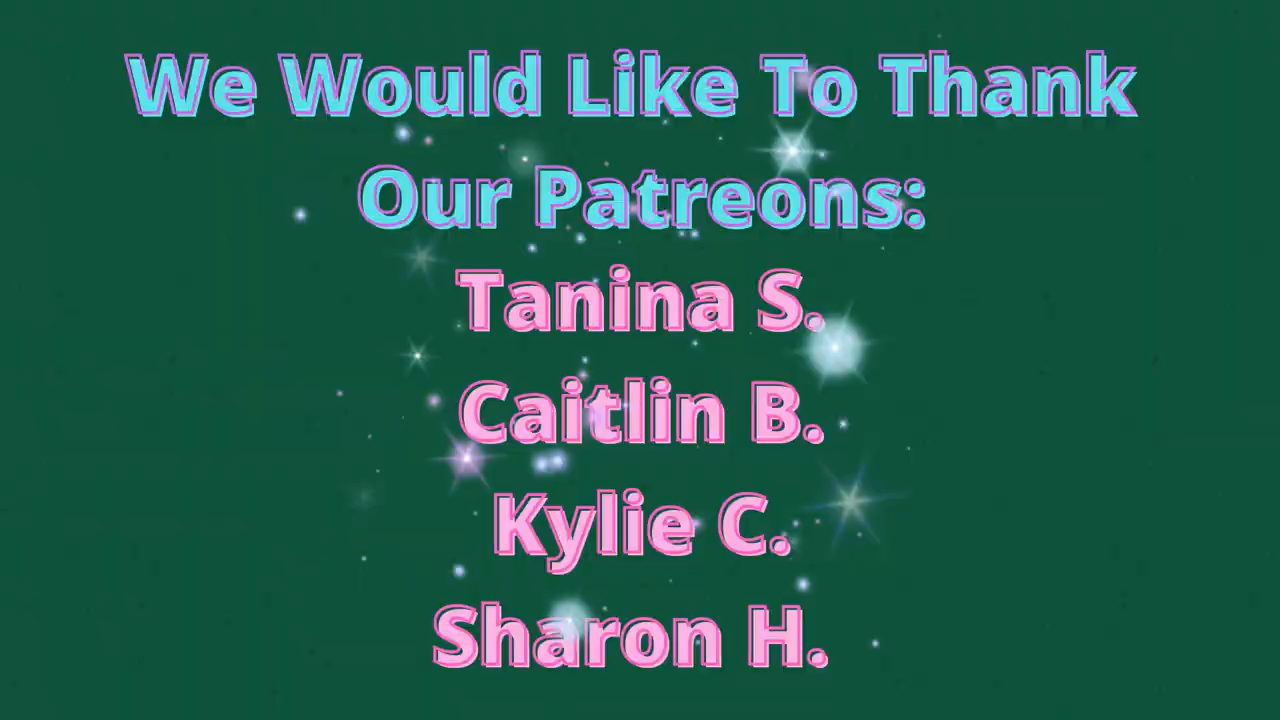 We Would Like To Thank
Our Patreons:
Tanina S.
Caitlin B.
Kylie C.
Sharon H.